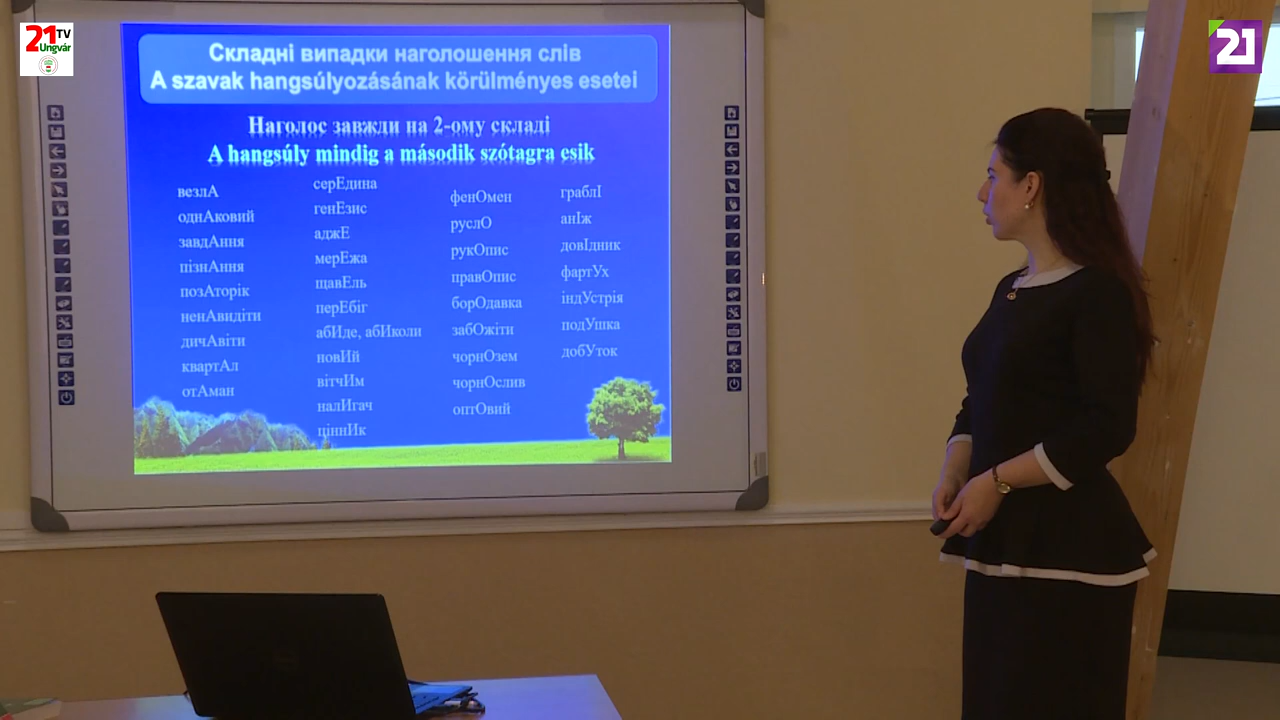 21 TV
Ungvár
21
Складні випадки наголошення слів
A szavak hangsúlyozásának körülményes esetei
Наголос завжди на 2-ому складі
A hangsúly mindig a második szótagra esik
везлА
однАковий
завдАння
пізнАння
позАторік
ненАвидіти
дичАвіти
квартАл
отАман
серЕдина
генЕзис
аджЕ
мерЕжа
щавЕль
перЕбіг
абИде, абИколи
новИй
вітчИм
налИгач
ціннИк
фенОмен
руслО
рукОпис
правОпис
борОдавка
забОжіти
чорнОзем
чорнОслив
оптОвий
граблІ
анІж
довІдник
фартУх
індУстрія
подУшка
добУток